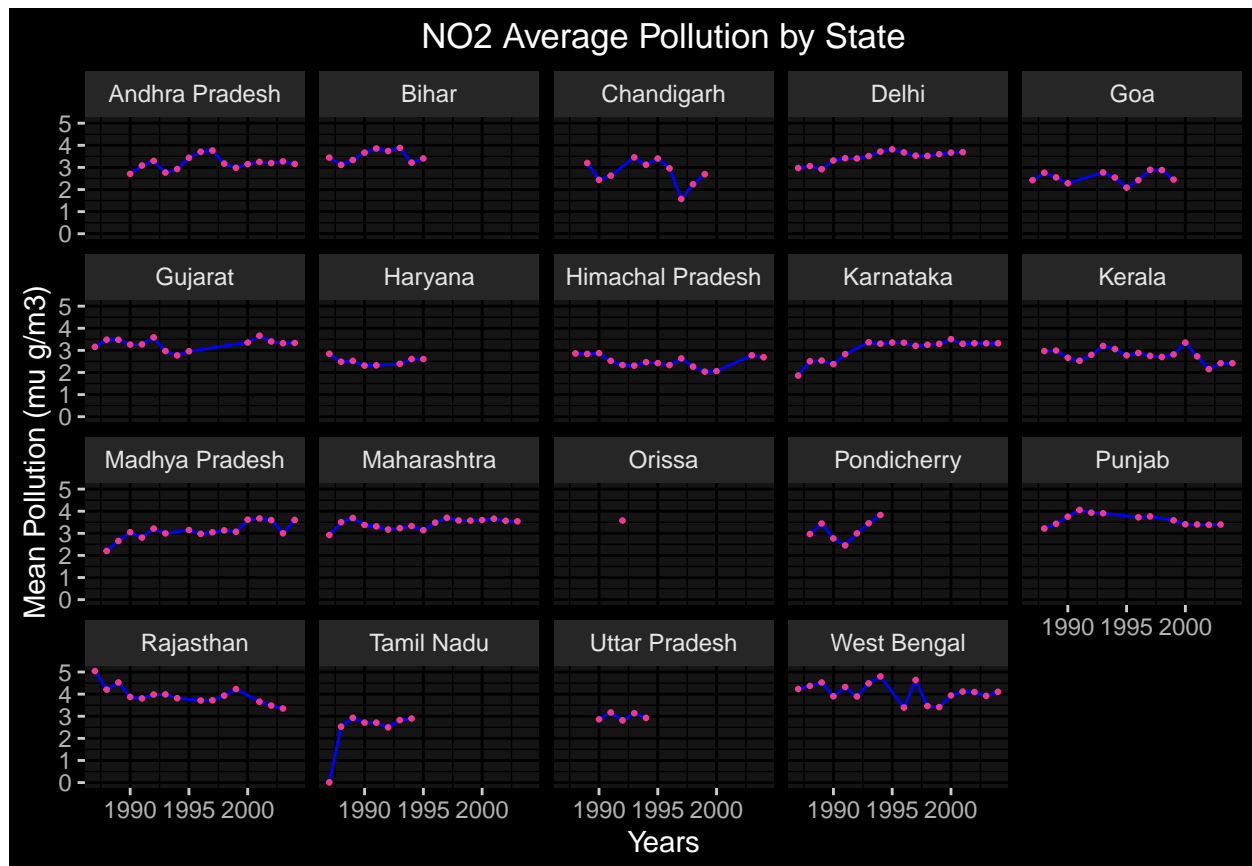 NO2 Average Pollution by State
Andhra Pradesh
Bihar
Chandigarh
Delhi
Goa
5
4
3
2
1
0
Gujarat
Haryana
Himachal Pradesh
Karnataka
Kerala
5
4
3
2
1
0
Mean Pollution (mu g/m3)
Madhya Pradesh
Maharashtra
Orissa
Pondicherry
Punjab
5
4
3
2
1
0
1990 1995 2000
Rajasthan
Tamil Nadu
Uttar Pradesh
West Bengal
5
4
3
2
1
0
1990 1995 2000
1990 1995 2000
1990 1995 2000
1990 1995 2000
Years